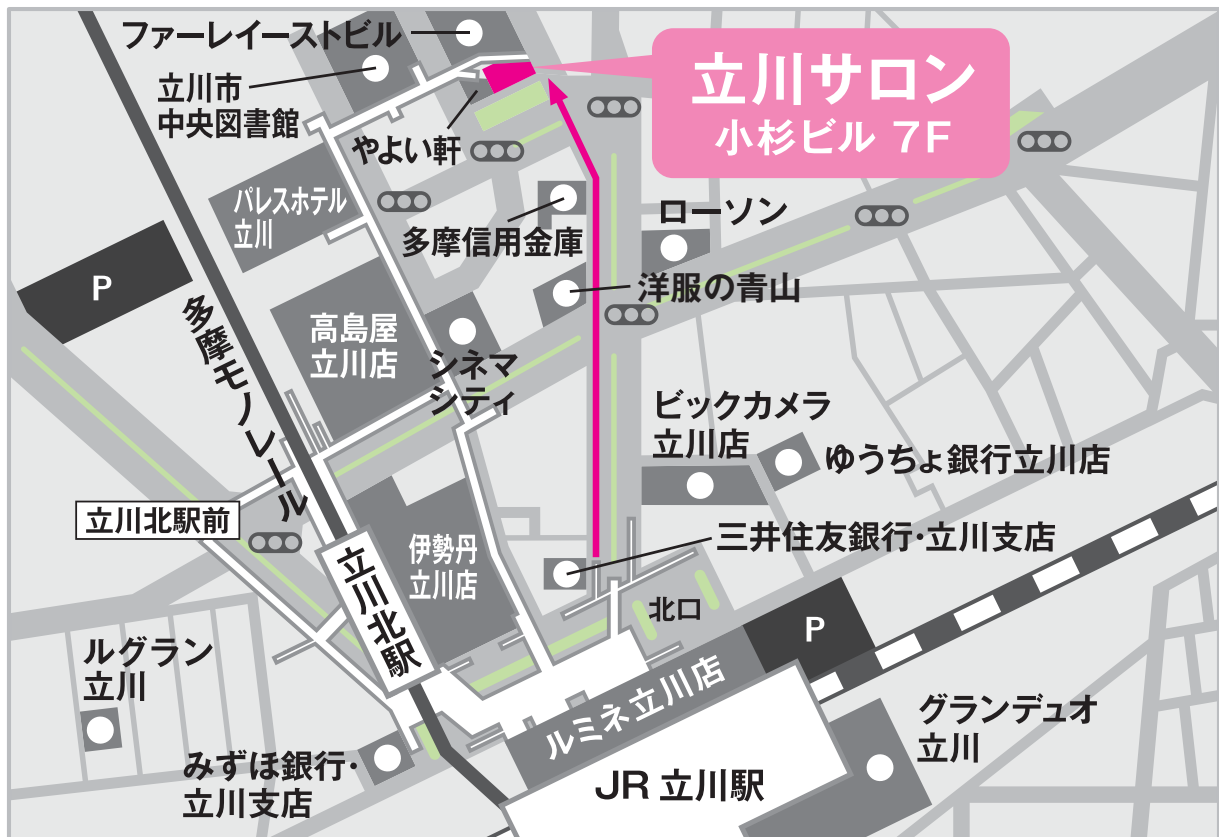 ファーレイーストビル
立川市
中央図書館
やよい軒
立川サロン
小杉ビル 7F
パレスホテル
立川
多摩信用金庫
ローソン
洋服の青山
P
多摩モノレール
高島屋
立川店
シネマ
シティ
ビックカメラ
立川店
ゆうちょ銀行立川店
立川北駅前
伊勢丹
立川店
三井住友銀行・立川支店
立川北駅
北口
P
ルグラン
立川
ルミネ立川店
グランデュオ
立川
みずほ銀行・
立川支店
JR 立川駅